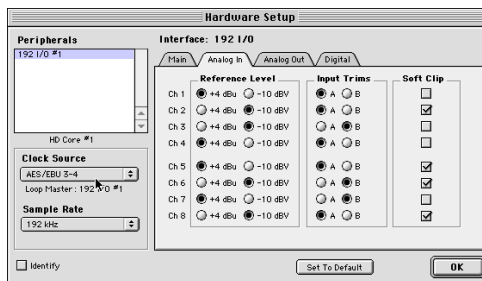 Hardware Setup
Peripherals
192 I/O #1
HD Core #1
Clock Source
AES/EBU 3-4
Loop Master : 192 I/O #1
Sample Rate
192 kHz
Identify
Interface: 192 I/O
Main Analog In Analog Out Digital
Reference Level Input Trims Soft Clip
Ch 1 +4 dBu -10 dBV A B
Ch 2 +4 dBu -10 dBV A B
Ch 3 +4 dBu -10 dBV A B
Ch 4 +4 dBu -10 dBV A B
Ch 5 +4 dBu -10 dBV A B
Ch 6 +4 dBu -10 dBV A B
Ch 7 +4 dBu -10 dBV A B
Ch 8 +4 dBu -10 dBV A B
Set To Default
OK